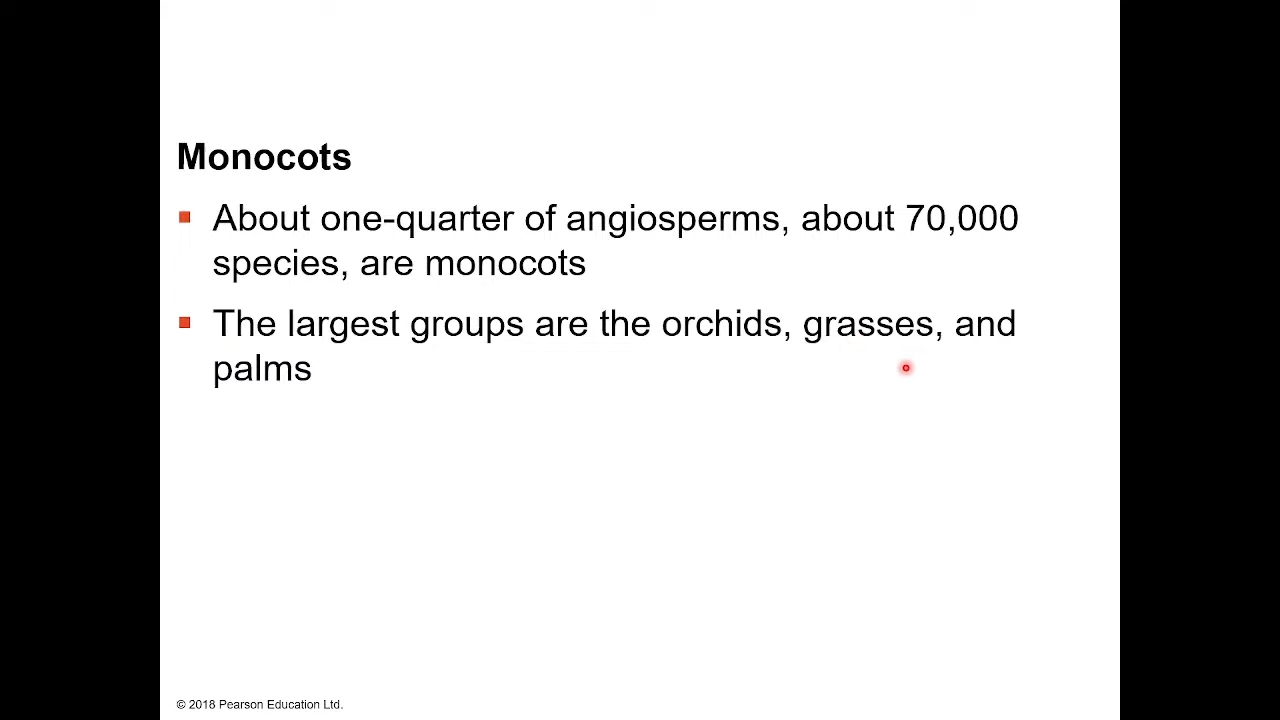 Monocots
About one-quarter of angiosperms, about 70,000
species, are monocots
The largest groups are the orchids, grasses, and
palms
© 2018 Pearson Education Ltd.